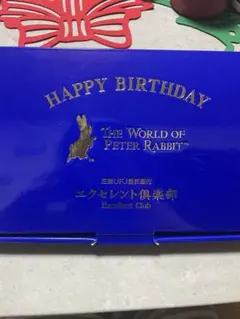 HAPPY BIRTHDAY
THE WORLD OF
PETER RABBIT™
三菱UFJ信託銀行
エクセレント倶楽部
Excellent Club